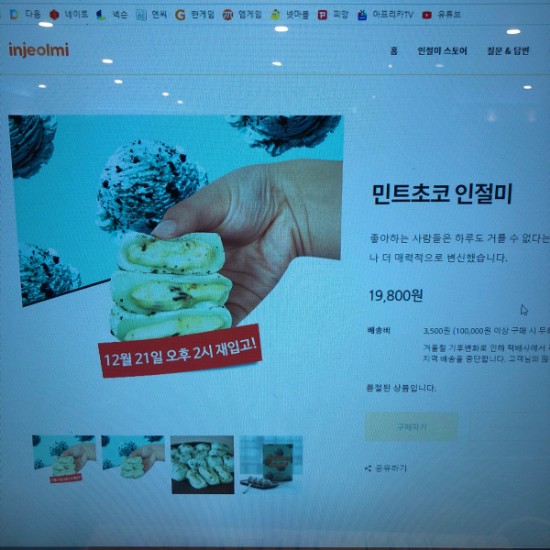 다음 네이트 넥슨 엔씨 한게임 엠게임 넷마블 피망 아프리카TV 유튜브
injeolmi
홈 인절미 스토어 질문 & 답변
민트초코 인절미
좋아하는 사람들은 하루도 거를 수 없다는
나 더 매력적으로 변신했습니다.
19,800원
배송비 3,500원 (100,000원 이상 구매 시 무료
겨울철 기후변화로 인해 택배사에서
지역 배송을 중단합니다. 고객님의 많
12월 21일 오후 2시 재입고!
품절된 상품입니다.
구매하기
공유하기